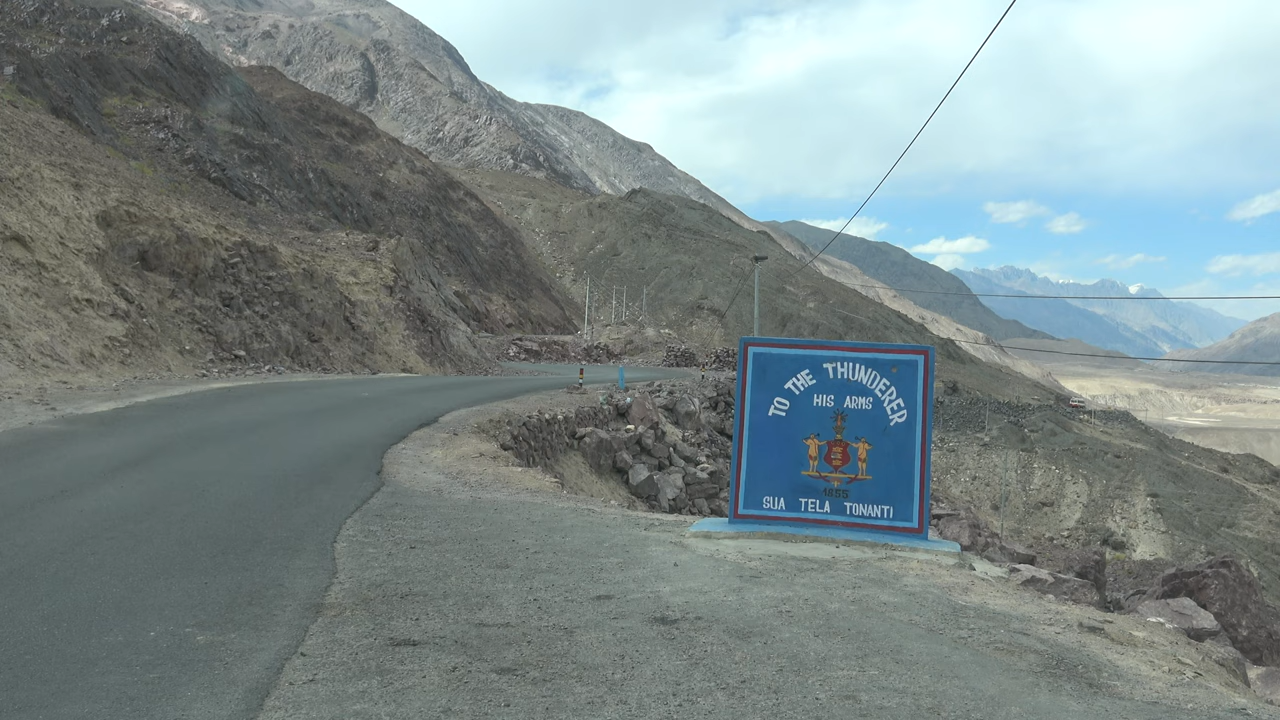 TO THE THUNDERER
HIS ARMS
1855
SUA TELA TONANTI